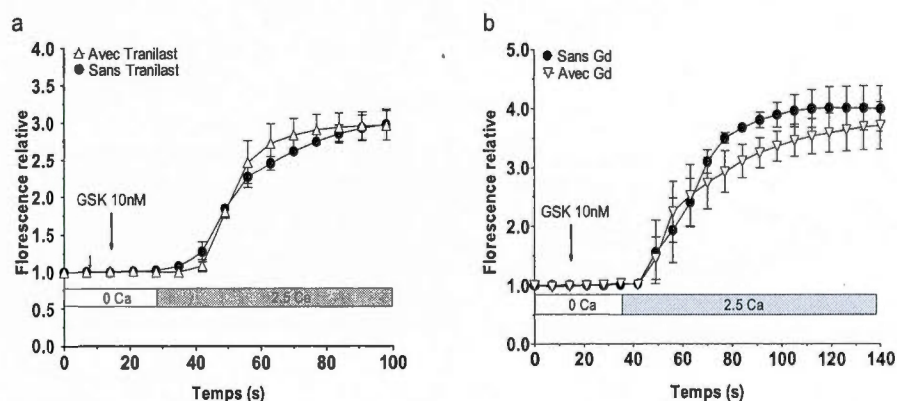 a
4.0
3.5
3.0
2.5
2.0
1.5
1.0
0.5
0.0
Florescence relative
Avec Tranilast
Sans Tranilast
GSK 10nM
0 Ca
2.5 Ca
0
20
40
60
80
100
Temps (s)
b
5.0
4.0
3.0
2.0
1.0
0.0
Florescence relative
Sans Gd
Avec Gd
GSK 10nM
0 Ca
2.5 Ca
0
20
40
60
80
100
120
140
Temps (s)